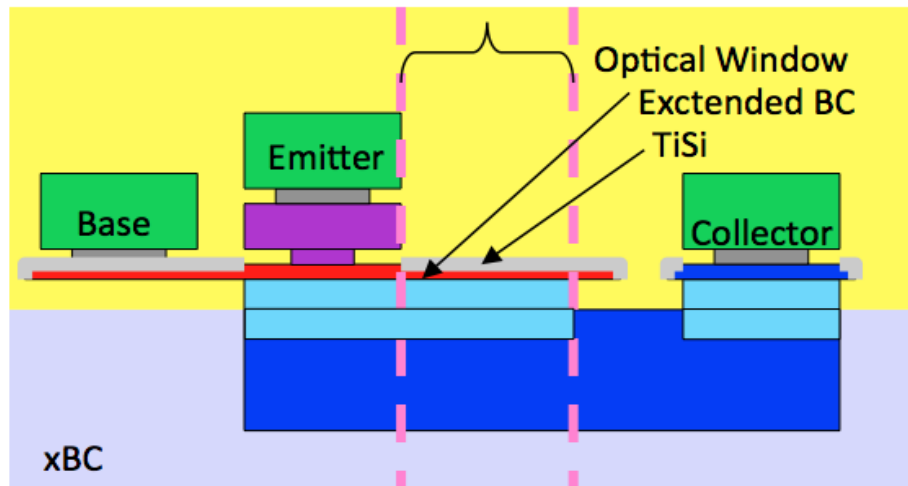 Optical Window
Exctended BC
TiSi
Emitter
Base
Collector
xBC